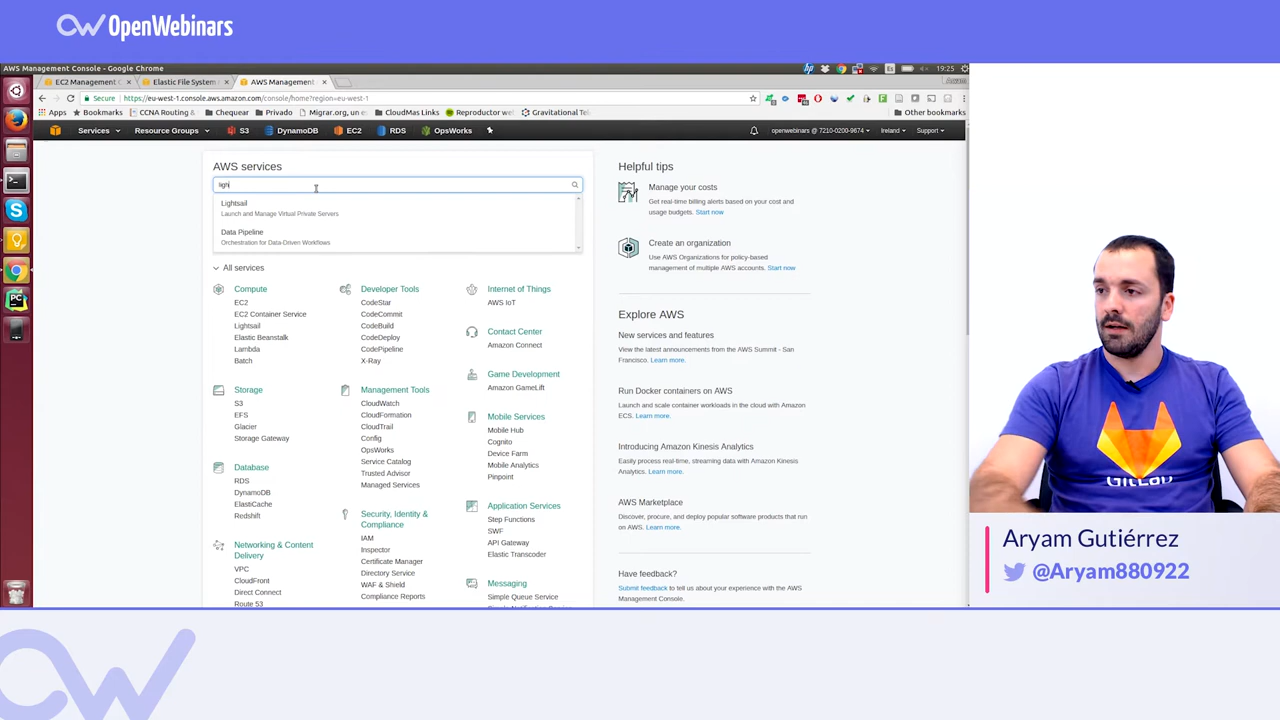 OpenWebinars
AWS Management Console - Google Chrome
19:25
EC2 Management C
Elastic File System
AWS Management
Secure
https://eu-west-1.console.aws.amazon.com/console/home?region=eu-west-1
Apps
Bookmarks
CCNA Routing &
Chequear
Privado
Migrar.org, un e
CloudMas Links
Reproductor we
Gravitational Tel
Other bookmarks
Services
Resource Groups
S3
DynamoDB
EC2
RDS
OpsWorks
openwebinars @ 7210-0200-9674
Ireland
Support
AWS services
ligh
Lightsail
Launch and Manage Virtual Private Servers
Data Pipeline
Orchestration for Data-Driven Workflows
All services
Compute
EC2
EC2 Container Service
Lightsail
Elastic Beanstalk
Lambda
Batch
Storage
S3
EFS
Glacier
Storage Gateway
Database
RDS
DynamoDB
ElastiCache
Redshift
Networking & Content
Delivery
VPC
CloudFront
Direct Connect
Route 53
Developer Tools
CodeStar
CodeCommit
CodeBuild
CodeDeploy
CodePipeline
X-Ray
Management Tools
CloudWatch
CloudFormation
CloudTrail
Config
OpsWorks
Service Catalog
Trusted Advisor
Managed Services
Security, Identity &
Compliance
IAM
Inspector
Certificate Manager
Directory Service
WAF & Shield
Compliance Reports
Internet of Things
AWS IoT
Contact Center
Amazon Connect
Game Development
Amazon GameLift
Mobile Services
Mobile Hub
Cognito
Device Farm
Mobile Analytics
Pinpoint
Application Services
Step Functions
SWF
API Gateway
Elastic Transcoder
Messaging
Simple Queue Service
Helpful tips
Manage your costs
Get real-time billing alerts based on your cost and
usage budgets. Start now
Create an organization
Use AWS Organizations for policy-based
management of multiple AWS accounts. Start now
Explore AWS
New services and features
View the latest announcements from the AWS Summit - San
Francisco. Learn more.
Run Docker containers on AWS
Launch and scale container workloads in the cloud with Amazon
ECS. Learn more.
Introducing Amazon Kinesis Analytics
Easily process real-time, streaming data with Amazon Kinesis
Analytics. Learn more.
AWS Marketplace
Discover, procure, and deploy popular software products that run
on AWS. Learn more.
Have feedback?
Submit feedback to tell us about your experience with the AWS
Management Console.
GitLab
Aryam Gutiérrez
@Aryam880922